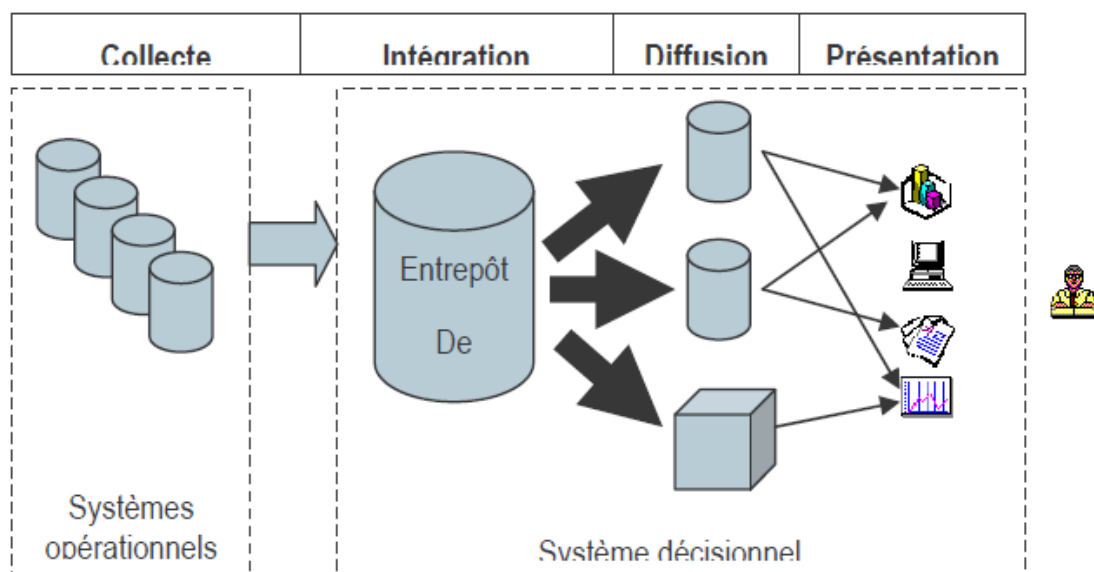 Collecte
Intégration
Diffusion
Présentation
Entrepôt
De
Systèmes
opérationnels
Système décisionnel